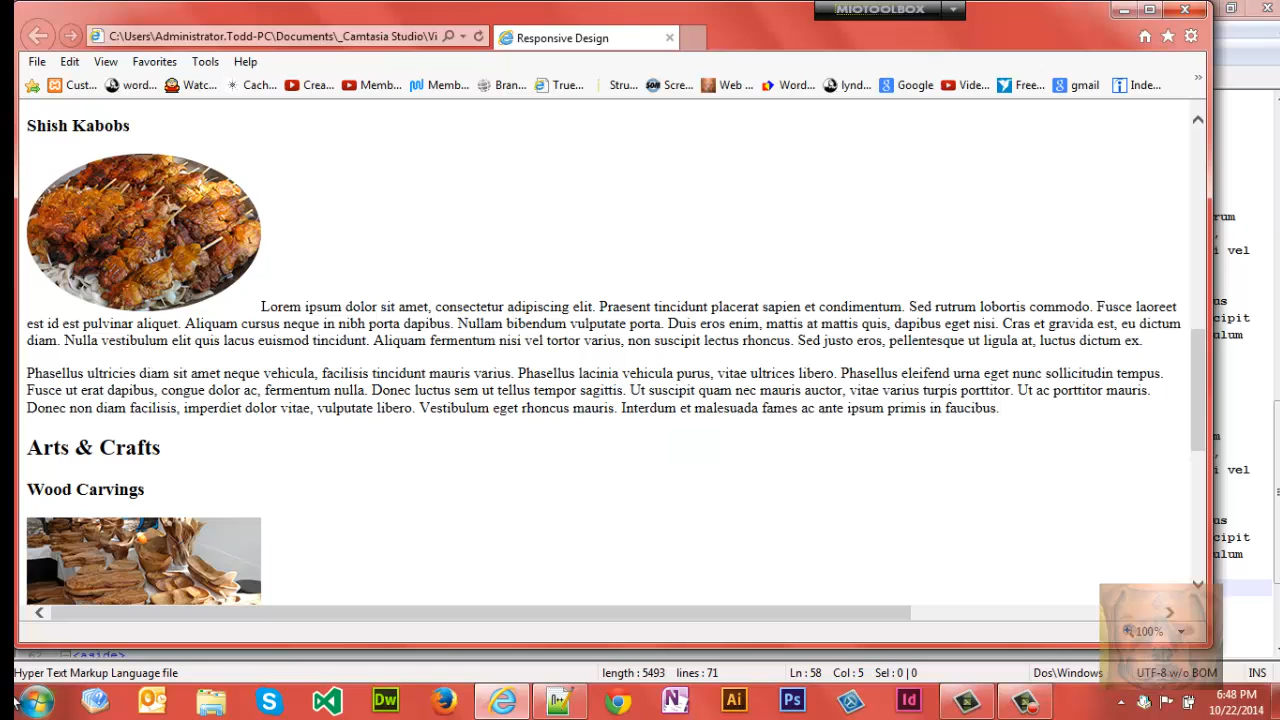 MIOTOOLBOX
C:\Users\Administrator.Todd-PC\Documents\_Camtasia Studio\Vi
Responsive Design
File Edit View Favorites Tools Help
Cust... word... Watc... Cach... Crea... Memb... Memb... Bran... True... Stru... Scre... Web ... Word... lynd... Google Vide... Free... gmail Inde...
Shish Kabobs
Lorem ipsum dolor sit amet, consectetur adipiscing elit. Praesent tincidunt placerat sapien et condimentum. Sed rutrum lobortis commodo. Fusce laoreet
est id est pulvinar aliquet. Aliquam cursus neque in nibh porta dapibus. Nullam bibendum vulputate porta. Duis eros enim, mattis at mattis quis, dapibus eget nisi. Cras et gravida est, eu dictum
diam. Nulla vestibulum elit quis lacus euismod tincidunt. Aliquam fermentum nisi vel tortor varius, non suscipit lectus rhoncus. Sed justo eros, pellentesque ut ligula at, luctus dictum ex.
Phasellus ultricies diam sit amet neque vehicula, facilisis tincidunt mauris varius. Phasellus lacinia vehicula purus, vitae ultrices libero. Phasellus eleifend urna eget nunc sollicitudin tempus.
Fusce ut erat dapibus, congue dolor ac, fermentum nulla. Donec luctus sem ut tellus tempor sagittis. Ut suscipit quam nec mauris auctor, vitae varius turpis porttitor. Ut ac porttitor mauris.
Donec non diam facilisis, imperdiet dolor vitae, vulputate libero. Vestibulum eget rhoncus mauris. Interdum et malesuada fames ac ante ipsum primis in faucibus.
Arts & Crafts
Wood Carvings
rum
,
i vel
us
cipit
ulum
m
,
i vel
us
cipit
ulum
100%
62 <aside>
Hyper Text Markup Language file length : 5493 lines : 71 Ln : 58 Col : 5 Sel : 0 | 0 Dos\Windows UTF-8 w/o BOM INS
6:48 PM
10/22/2014